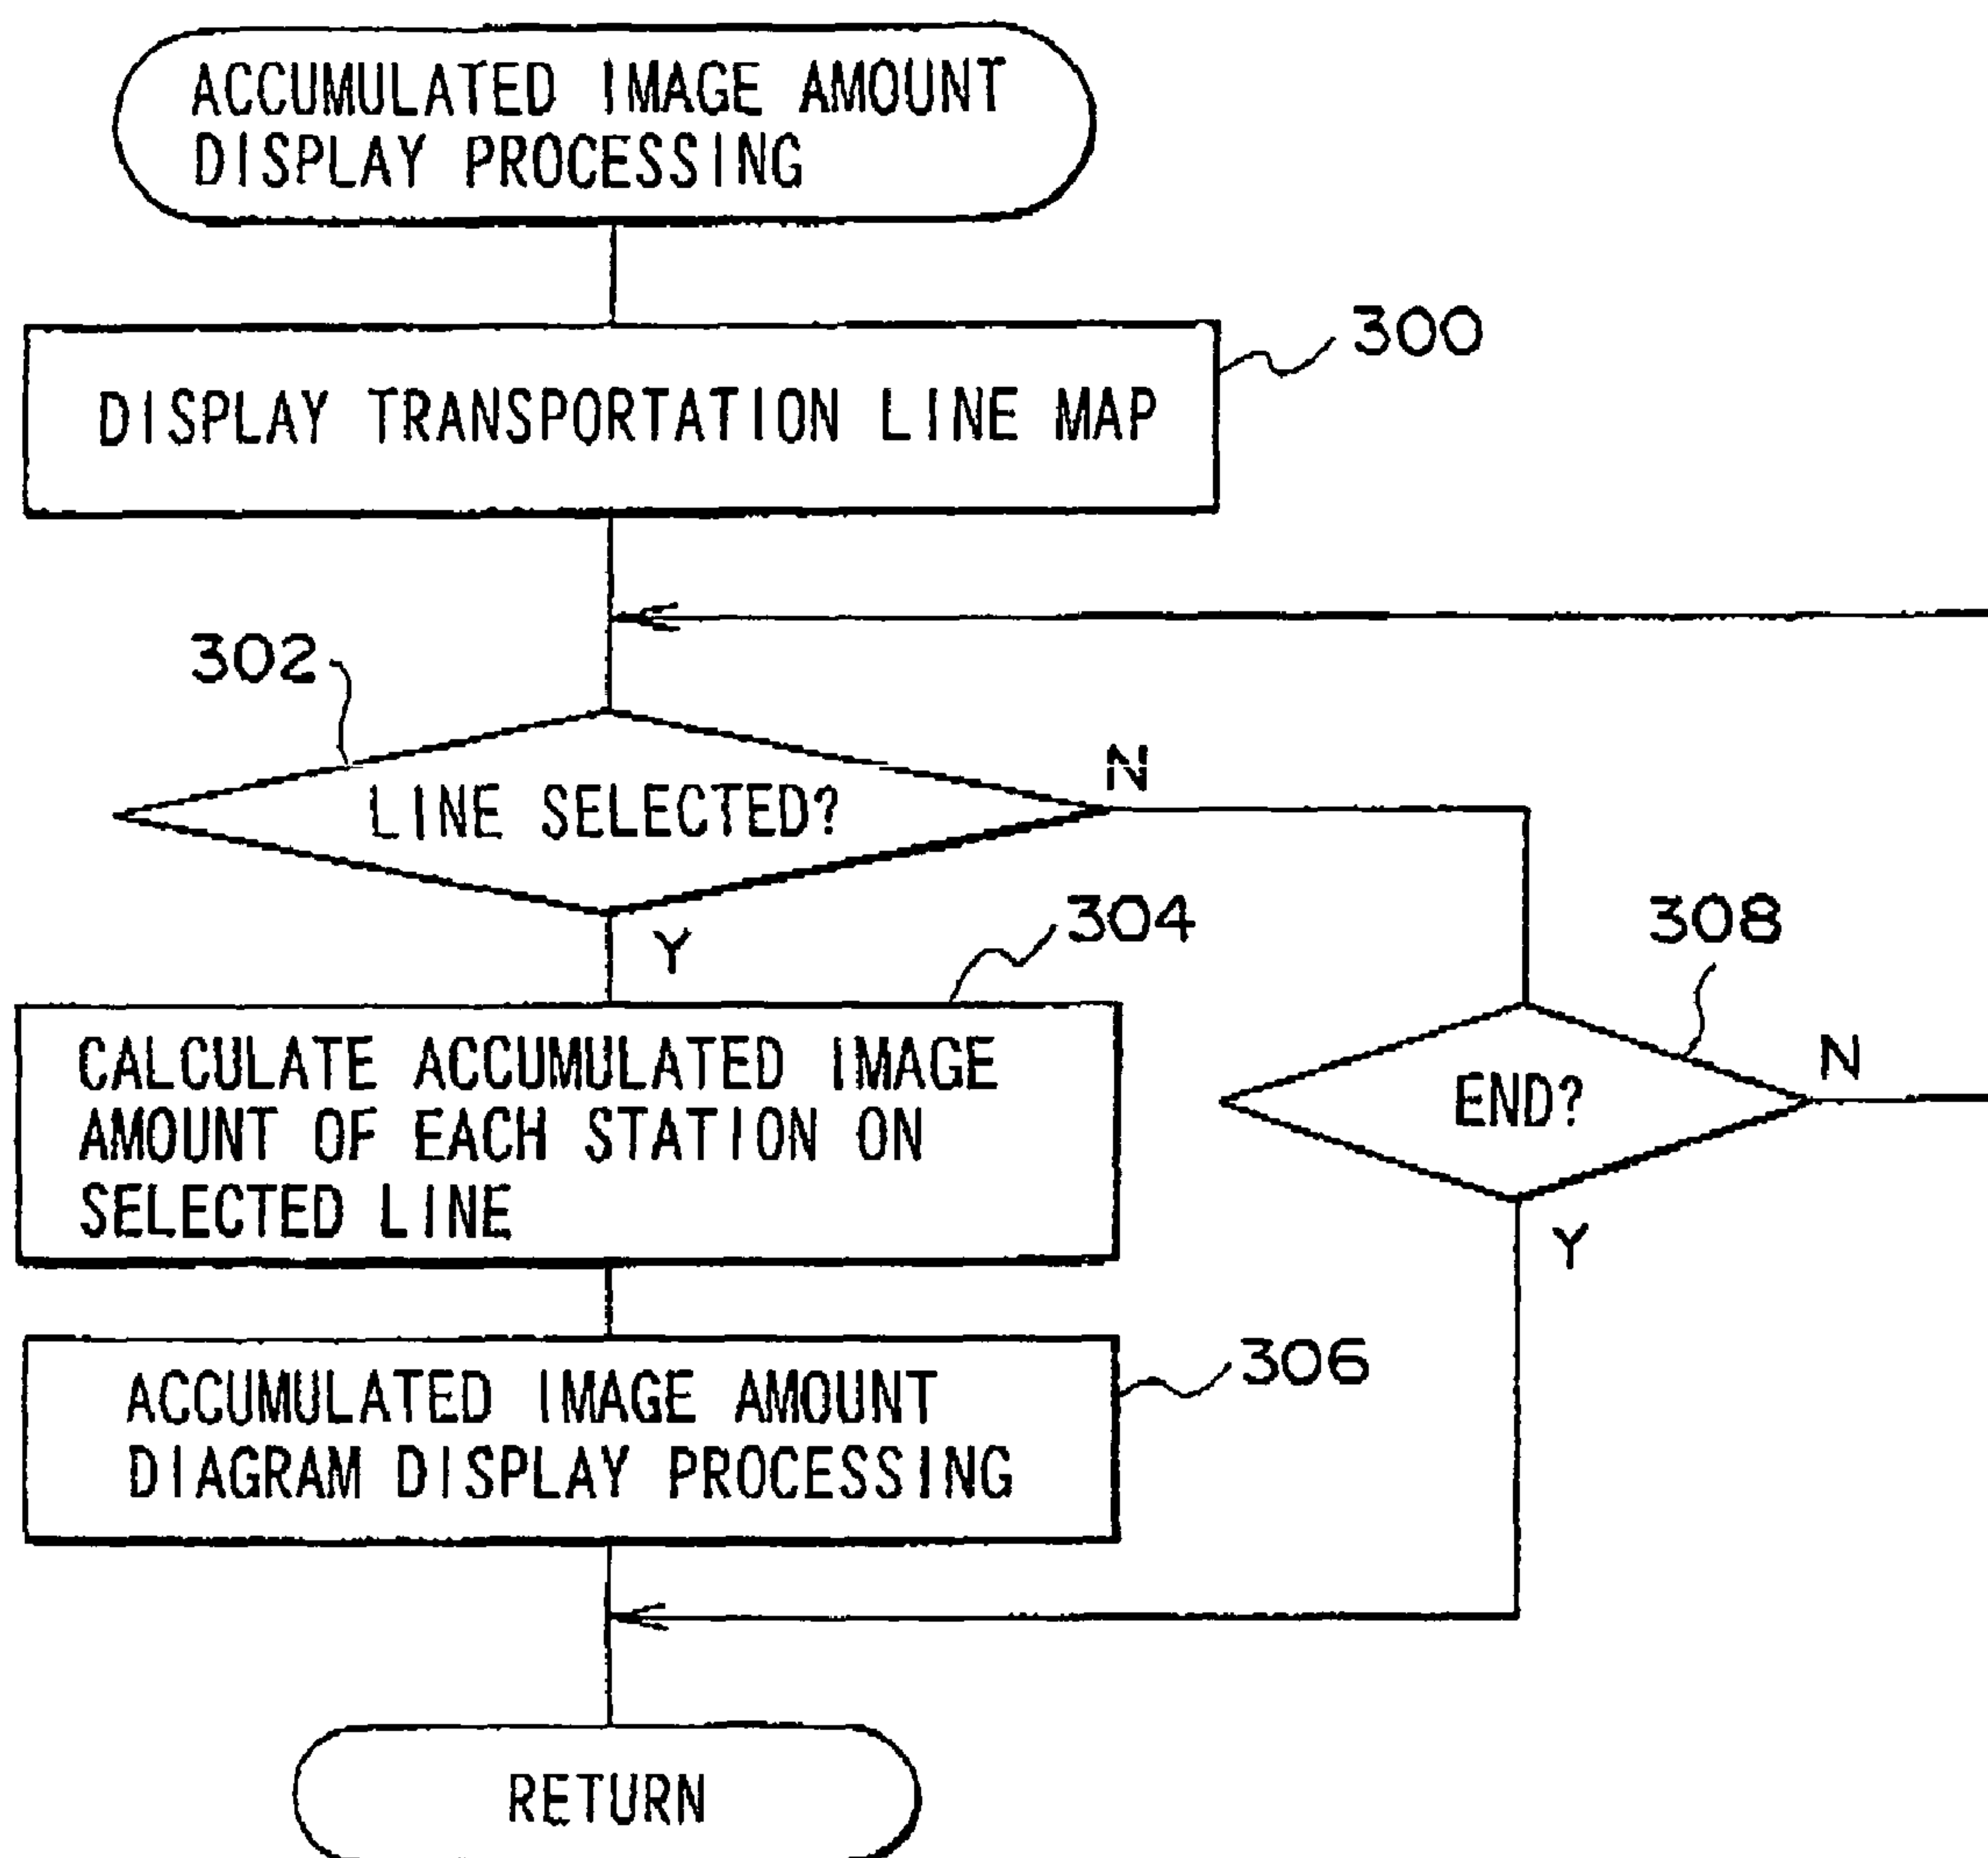 ACCUMULATED IMAGE AMOUNT
DISPLAY PROCESSING
300
DISPLAY TRANSPORTATION LINE MAP
302
LINE SELECTED?
N
Y
304
308
CALCULATE ACCUMULATED IMAGE
AMOUNT OF EACH STATION ON
SELECTED LINE
END?
N
Y
306
ACCUMULATED IMAGE AMOUNT
DIAGRAM DISPLAY PROCESSING
RETURN